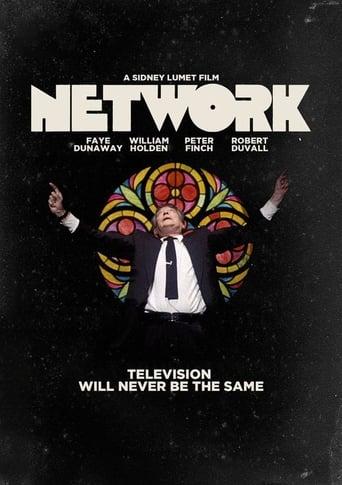 A SIDNEY LUMET FILM
NETWORK
FAYE DUNAWAY WILLIAM HOLDEN PETER FINCH ROBERT DUVALL
TELEVISION
WILL NEVER BE THE SAME